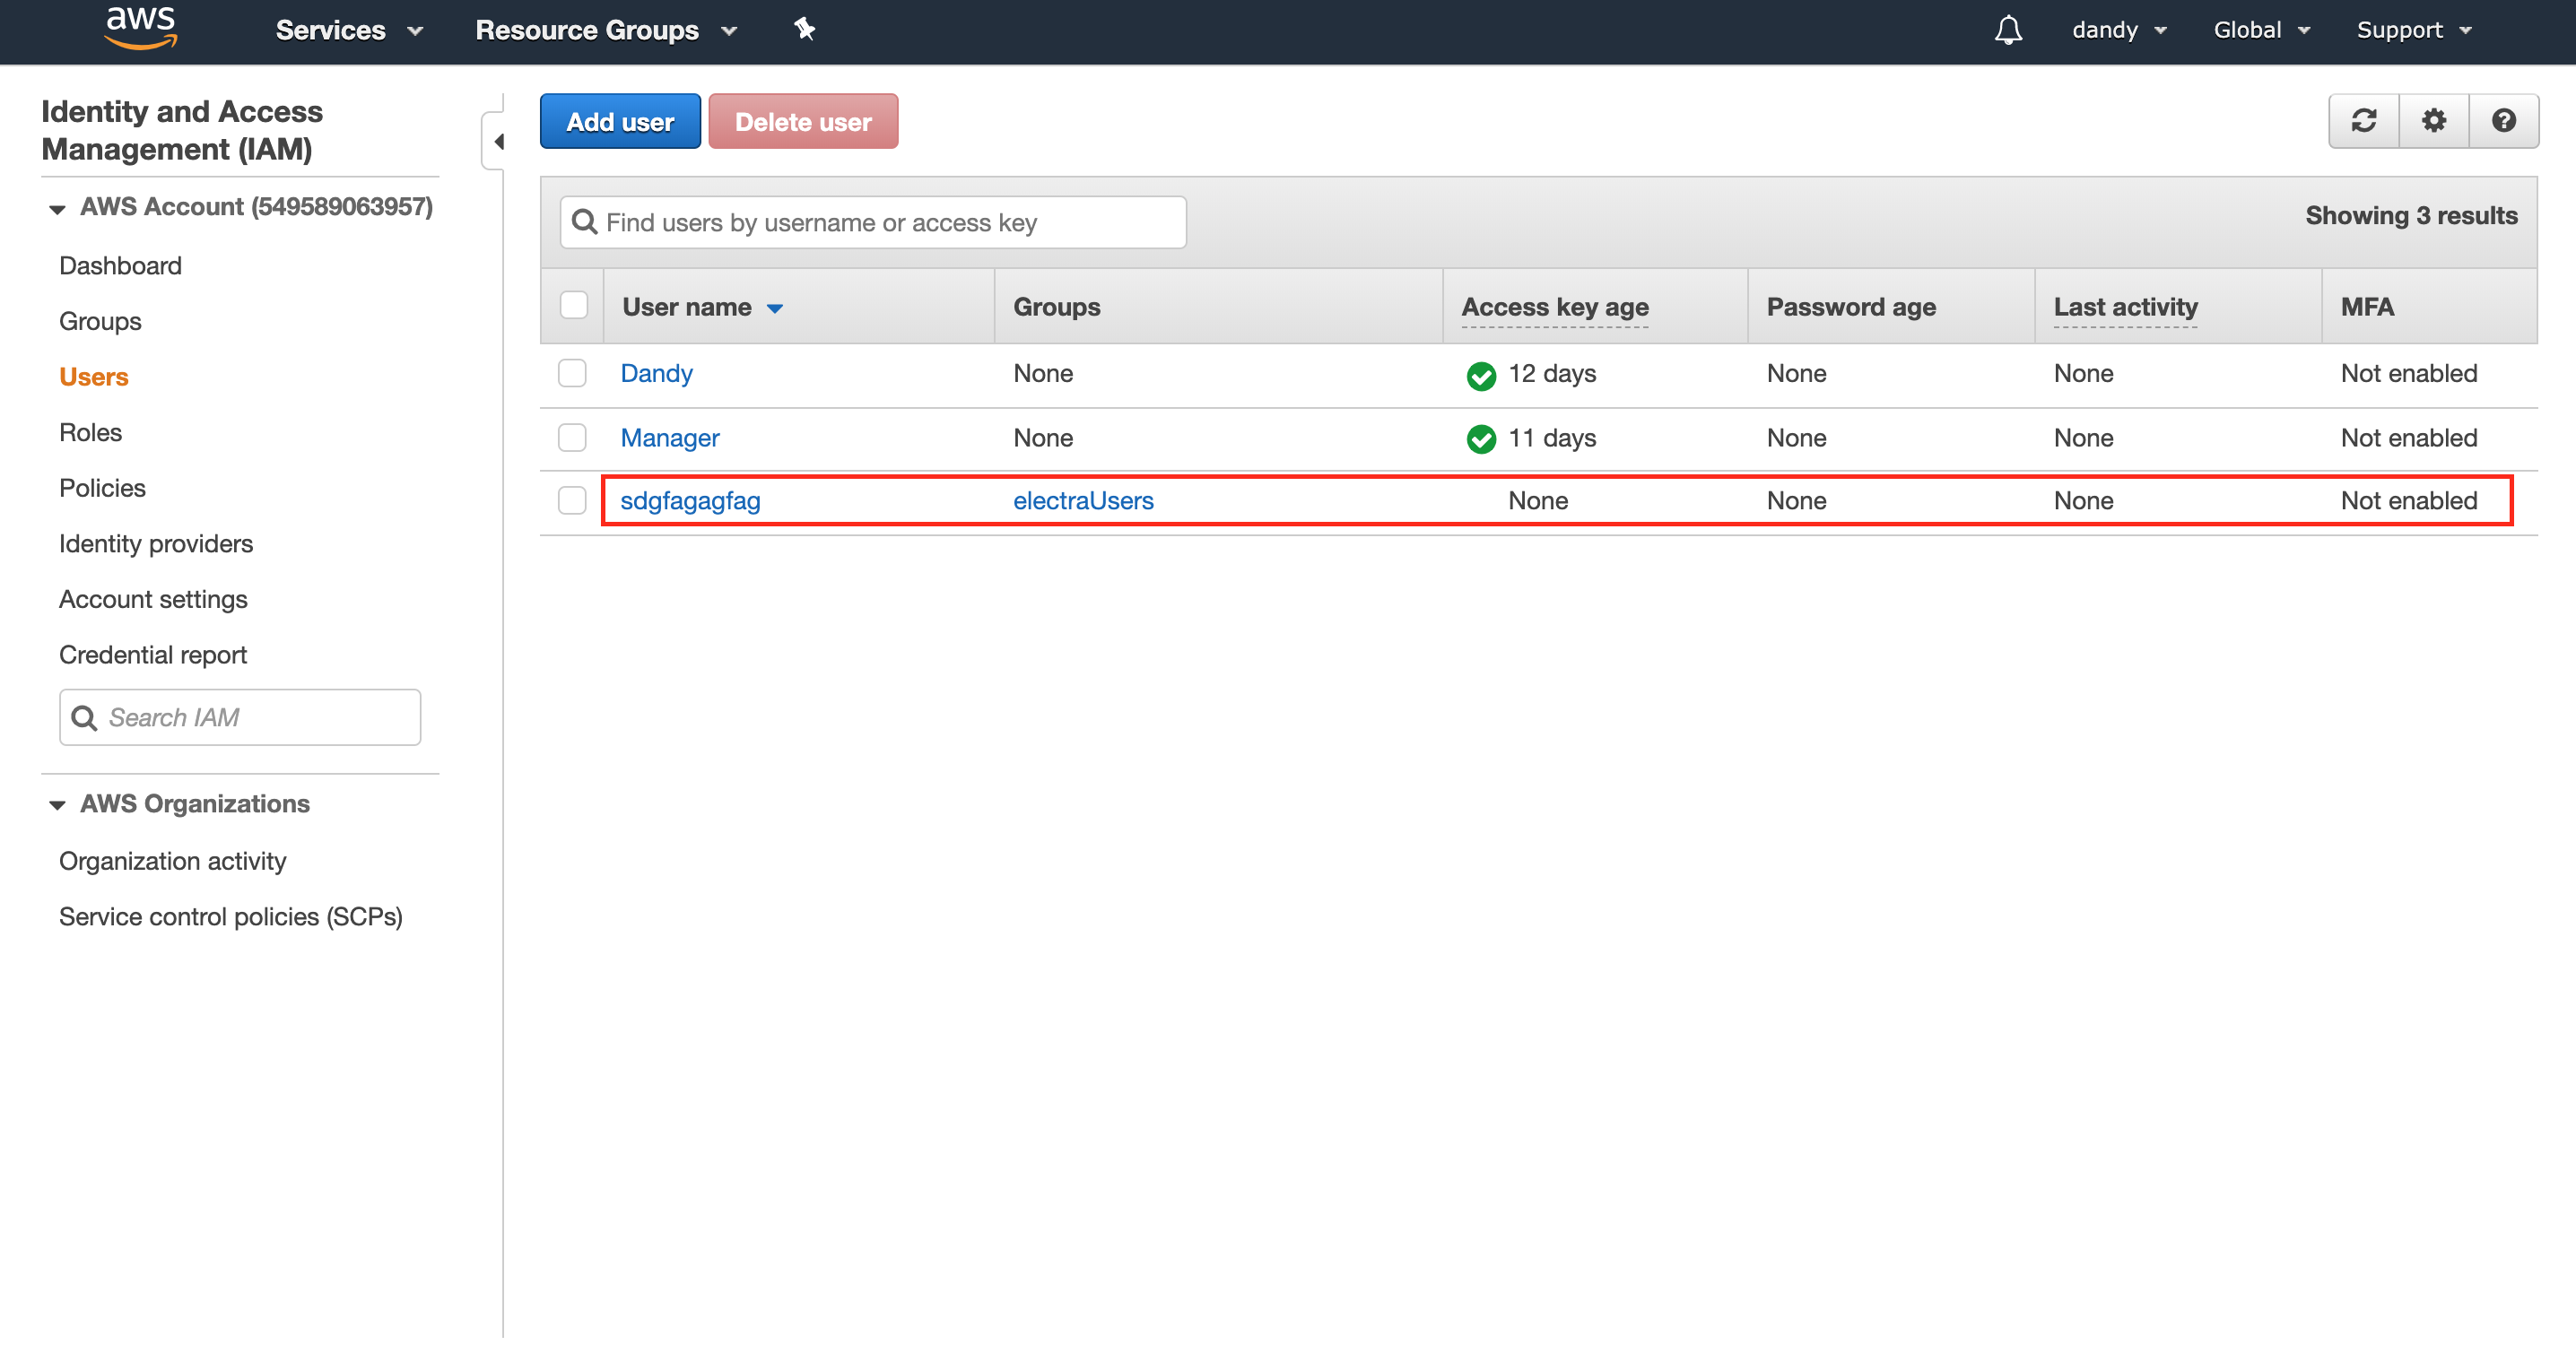 aws Services Resource Groups dandy Global Support
Identity and Access
Management (IAM)
AWS Account (549589063957)
Dashboard
Groups
Users
Roles
Policies
Identity providers
Account settings
Credential report
Search IAM
AWS Organizations
Organization activity
Service control policies (SCPs)
Add user Delete user
Find users by username or access key Showing 3 results
User name Groups Access key age Password age Last activity MFA
Dandy None 12 days None None Not enabled
Manager None 11 days None None Not enabled
sdgfagagfag electraUsers None None None Not enabled